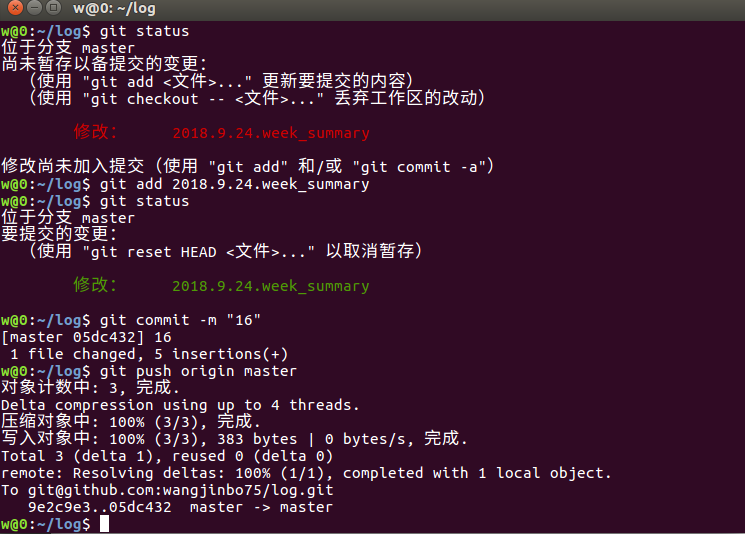 w@0: ~/log
w@0:~/log$ git status
位于分支 master
尚未暂存以备提交的变更：
（使用 "git add <文件>..." 更新要提交的内容）
（使用 "git checkout -- <文件>..." 丢弃工作区的改动）
修改： 2018.9.24.week_summary
修改尚未加入提交（使用 "git add" 和/或 "git commit -a"）
w@0:~/log$ git add 2018.9.24.week_summary
w@0:~/log$ git status
位于分支 master
要提交的变更：
（使用 "git reset HEAD <文件>..." 以取消暂存）
修改： 2018.9.24.week_summary
w@0:~/log$ git commit -m "16"
[master 05dc432] 16
1 file changed, 5 insertions(+)
w@0:~/log$ git push origin master
对象计数中: 3, 完成.
Delta compression using up to 4 threads.
压缩对象中: 100% (3/3), 完成.
写入对象中: 100% (3/3), 383 bytes | 0 bytes/s, 完成.
Total 3 (delta 1), reused 0 (delta 0)
remote: Resolving deltas: 100% (1/1), completed with 1 local object.
To git@github.com:wangjinbo75/log.git
9e2c9e3..05dc432  master -> master
w@0:~/log$